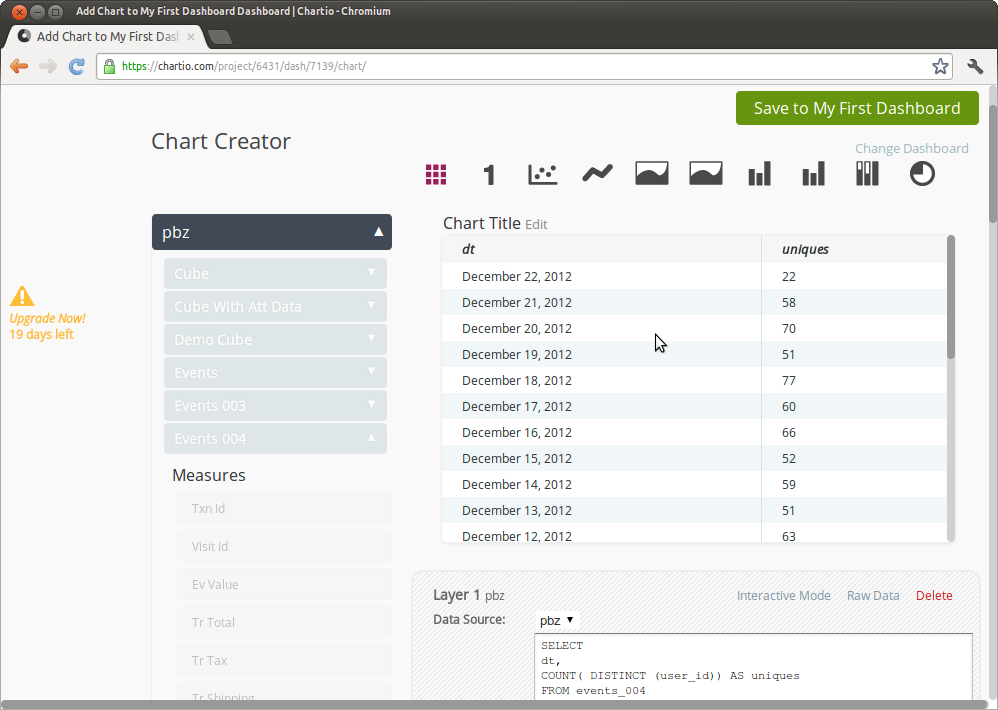 Add Chart to My First Dashboard Dashboard | Chartio - Chromium
Add Chart to My First Dash
https://chartio.com/project/6431/dash/7139/chart/
Save to My First Dashboard
Chart Creator
Change Dashboard
1
pbz
Cube
Cube WIth Att Data
Demo Cube
Events
Events 003
Events 004
Measures
Txn Id
Visit Id
Ev Value
Tr Total
Tr Tax
Tr Shipping
Upgrade Now!
19 days left
Chart Title Edit
dt uniques
December 22, 2012 22
December 21, 2012 58
December 20, 2012 70
December 19, 2012 51
December 18, 2012 77
December 17, 2012 60
December 16, 2012 66
December 15, 2012 52
December 14, 2012 59
December 13, 2012 51
December 12, 2012 63
Layer 1 pbz Interactive Mode Raw Data Delete
Data Source: pbz
SELECT
dt,
COUNT( DISTINCT (user_id)) AS uniques
FROM events_004